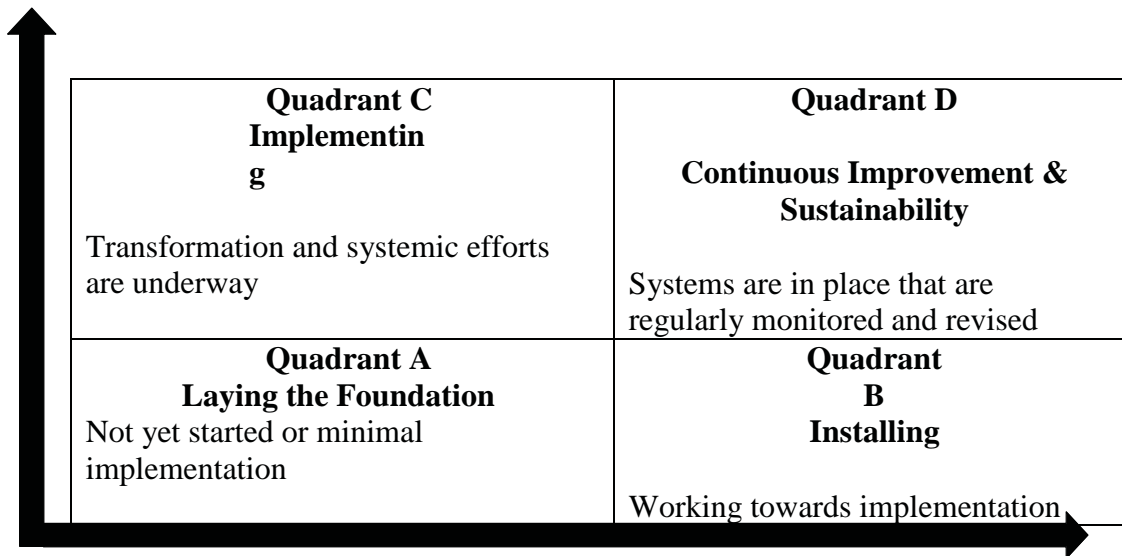 Quadrant C
Implementin
g
Transformation and systemic efforts
are underway
Quadrant D
Continuous Improvement &
Sustainability
Systems are in place that are
regularly monitored and revised
Quadrant A
Laying the Foundation
Not yet started or minimal
implementation
Quadrant
B
Installing
Working towards implementation